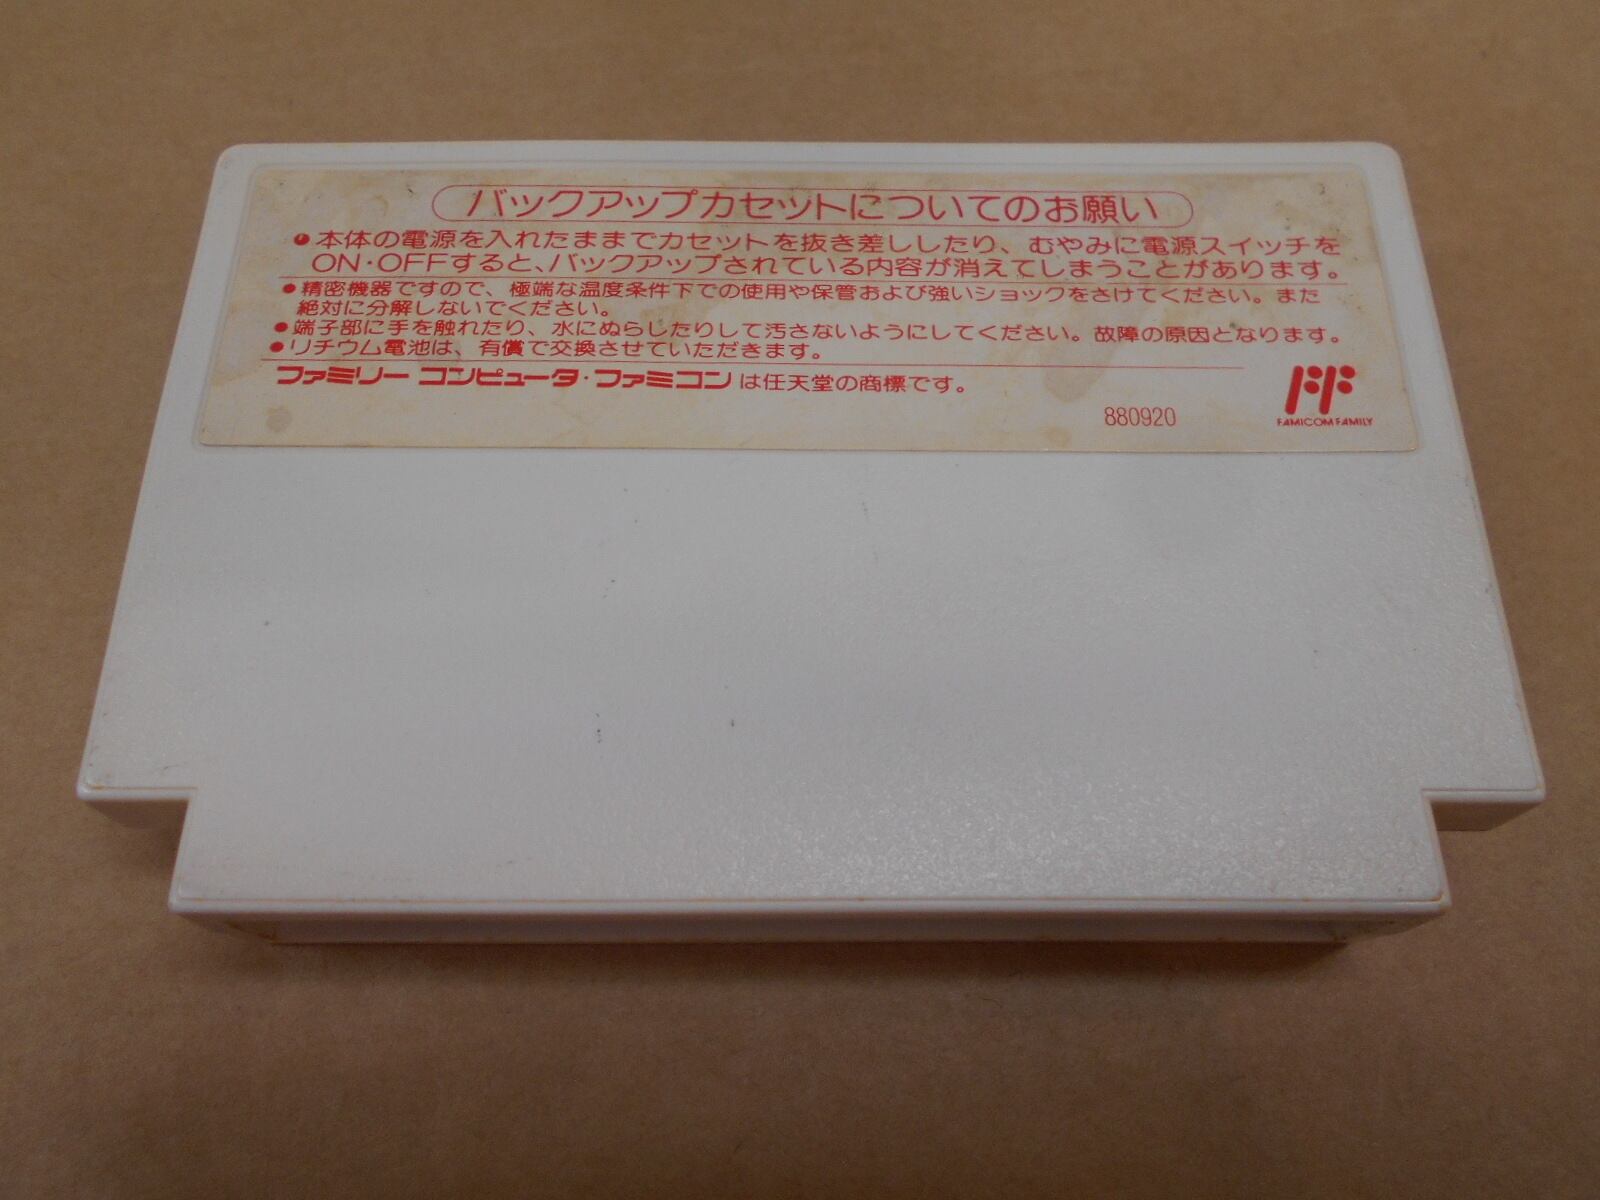 バックアップカセットについてのお願い
●本体の電源を入れたままでカセットを抜き差ししたり、むやみに電源スイッチを
ON・OFFすると、バックアップされている内容が消えてしまうことがあります。
●精密機器ですので、極端な温度条件下での使用や保管および強いショックをさけてください。また
絶対に分解しないでください。
●端子部に手を触れたり、水にぬらしたりして汚さないようにしてください。故障の原因となります。
●リチウム電池は、有償で交換させていただきます。
ファミリーコンピュータ・ファミコンは任天堂の商標です。
880920
FAMICOM FAMILY